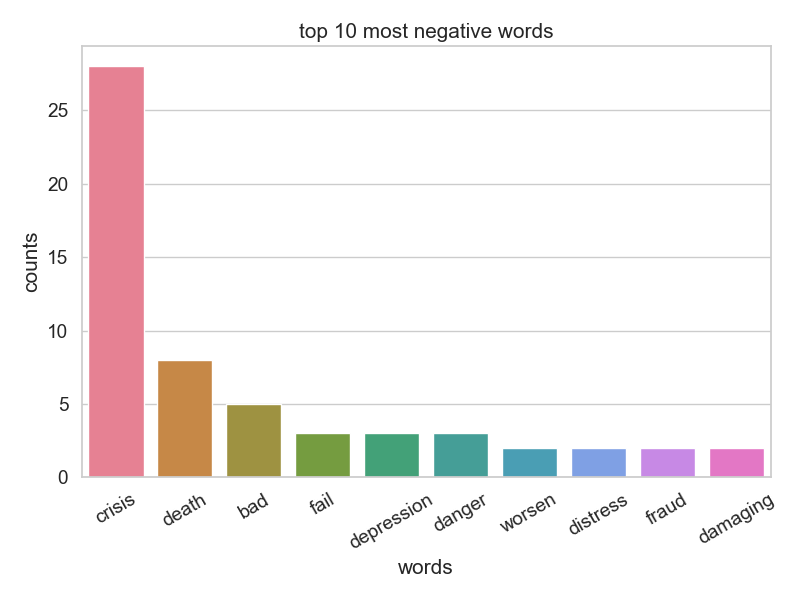 top 10 most negative words
counts
25
20
15
10
5
0
crisis
death
bad
fail
depression
danger
worsen
distress
fraud
damaging
words